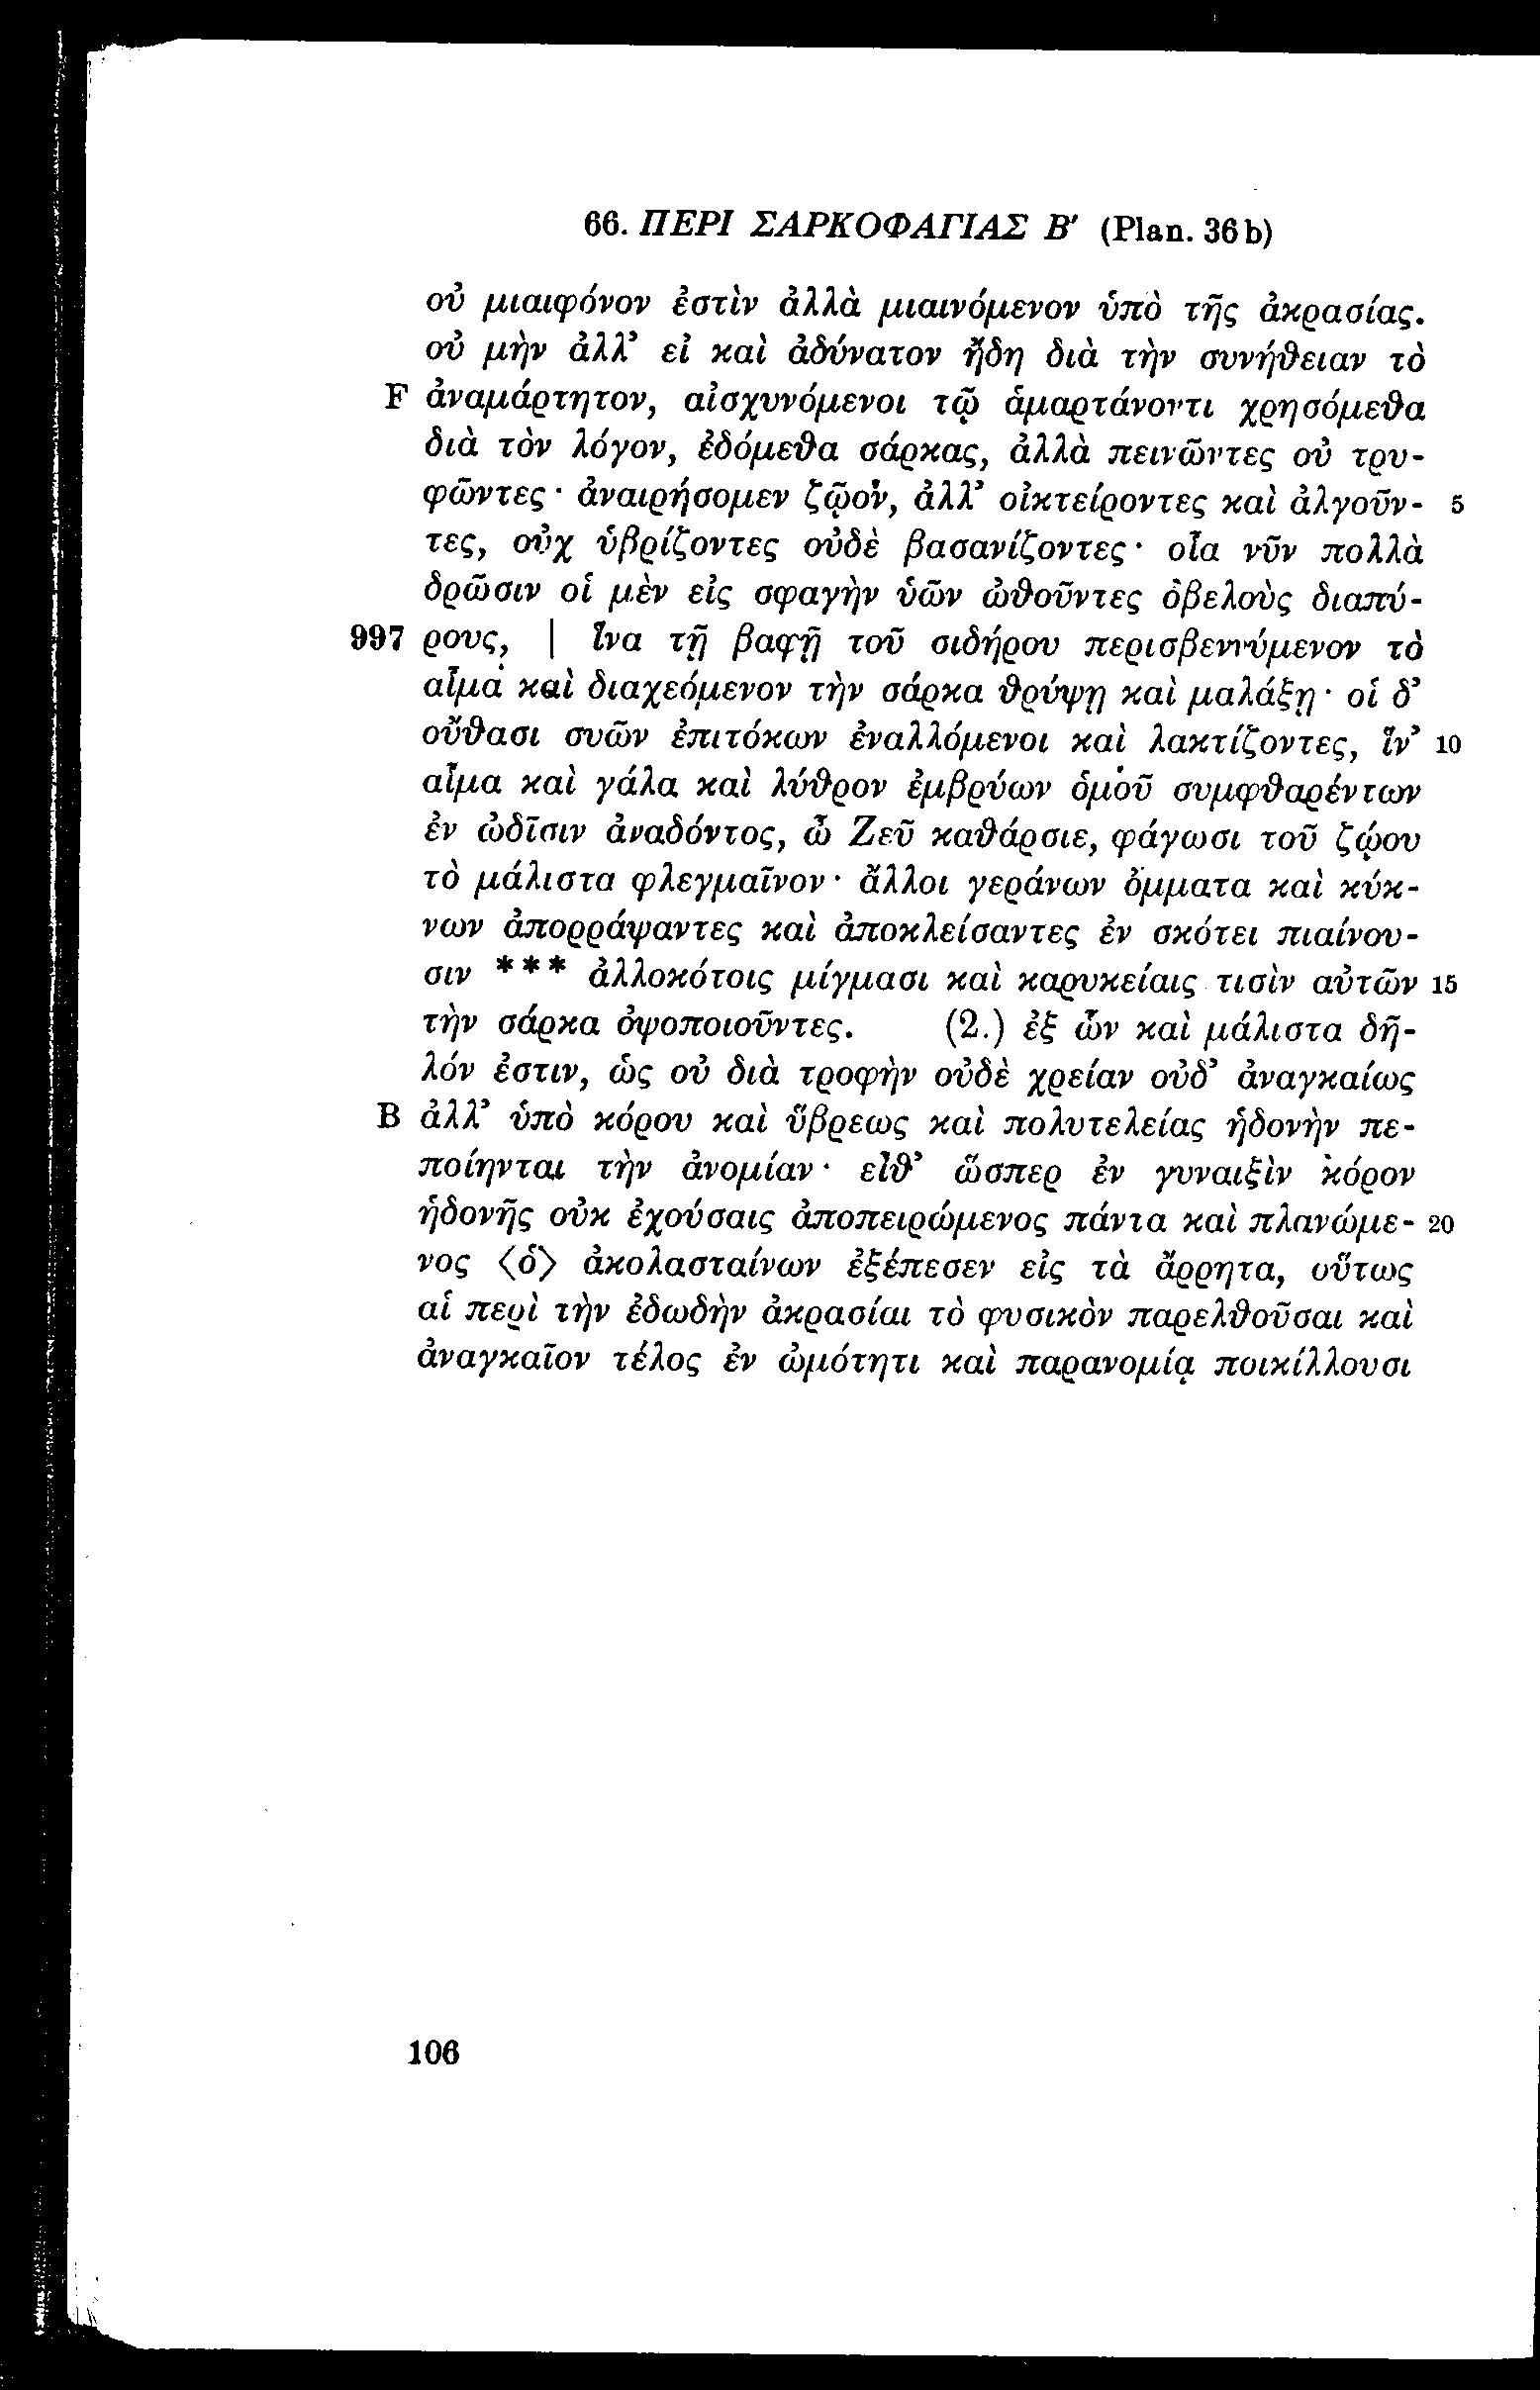 66. ΠΕΡΙ ΣΑΡΚΟΦΑΓΙΑΣ Β′ (Plan. 36 b)
οὐ μιαιφόνον ἐστὶν ἀλλὰ μιαινόμενον ὑπὸ τῆς ἀκρασίας.
οὐ μὴν ἀλλ’ εἰ καὶ ἀδύνατον ἤδη διὰ τὴν συνήθειαν τὸ
F ἀναμάρτητον, αἰσχυνόμενοι τῷ ἁμαρτάνοντι χρησόμεθα
διὰ τὸν λόγον, ἐδόμεθα σάρκας, ἀλλὰ πεινῶντες οὐ τρυ-
φῶντες· ἀναιρήσομεν ζῷον, ἀλλ’ οἰκτείροντες καὶ ἀλγοῦν- 5
τες, οὐχ ὑβρίζοντες οὐδὲ βασανίζοντες· οἷα νῦν πολλὰ
δρῶσιν οἱ μὲν εἰς σφαγὴν ὑῶν ὠθοῦντες ὀβελοὺς διαπύ-
997 ρους, | ἵνα τῇ βαφῇ τοῦ σιδήρου περισβεννύμενον τὸ
αἷμα καὶ διαχεόμενον τὴν σάρκα θρύψῃ καὶ μαλάξῃ· οἱ δ’
οὔθασι συῶν ἐπιτόκων ἐναλλόμενοι καὶ λακτίζοντες, ἵν’ 10
αἷμα καὶ γάλα καὶ λύθρον ἐμβρύων ὁμοῦ συμφθαρέντων
ἐν ὠδῖσιν ἀναδόντος, ὦ Ζεῦ καθάρσιε, φάγωσι τοῦ ζῴου
τὸ μάλιστα φλεγμαῖνον· ἄλλοι γεράνων ὄμματα καὶ κύκ-
νων ἀπορράψαντες καὶ ἀποκλείσαντες ἐν σκότει πιαίνου-
σιν *** ἀλλοκότοις μίγμασι καὶ καρυκείαις τισὶν αὐτῶν 15
τὴν σάρκα ὀψοποιοῦντες. (2.) ἐξ ὧν καὶ μάλιστα δῆ-
λόν ἐστιν, ὡς οὐ διὰ τροφὴν οὐδὲ χρείαν οὐδ’ ἀναγκαίως
B ἀλλ’ ὑπὸ κόρου καὶ ὕβρεως καὶ πολυτελείας ἡδονὴν πε-
ποίηνται τὴν ἀνομίαν· εἶθ’ ὥσπερ ἐν γυναιξὶν κόρον
ἡδονῆς οὐκ ἐχούσαις ἀποπειρώμενος πάντα καὶ πλανώμε- 20
νος ⟨ὁ⟩ ἀκολασταίνων ἐξέπεσεν εἰς τὰ ἄρρητα, οὕτως
αἱ περὶ τὴν ἐδωδὴν ἀκρασίαι τὸ φυσικὸν παρελθοῦσαι καὶ
ἀναγκαῖον τέλος ἐν ὠμότητι καὶ παρανομίᾳ ποικίλλουσι
106